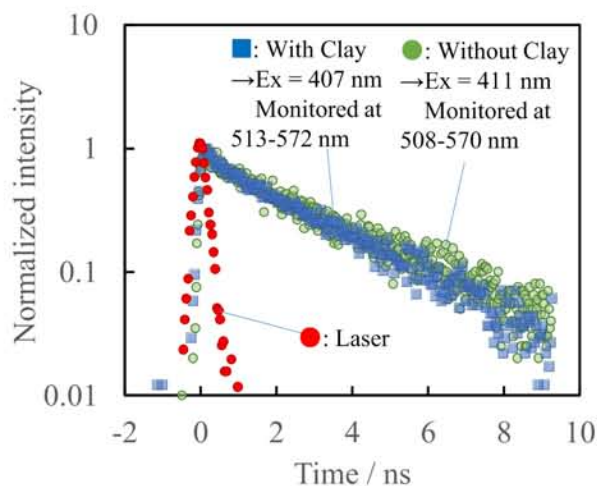 10
■: With Clay
●: Without Clay
→Ex = 407 nm
→Ex = 411 nm
Monitored at
Monitored at
513-572 nm
508-570 nm
1
Normalized intensity
0.1
●: Laser
0.01
-2 0 2 4 6 8 10
Time / ns